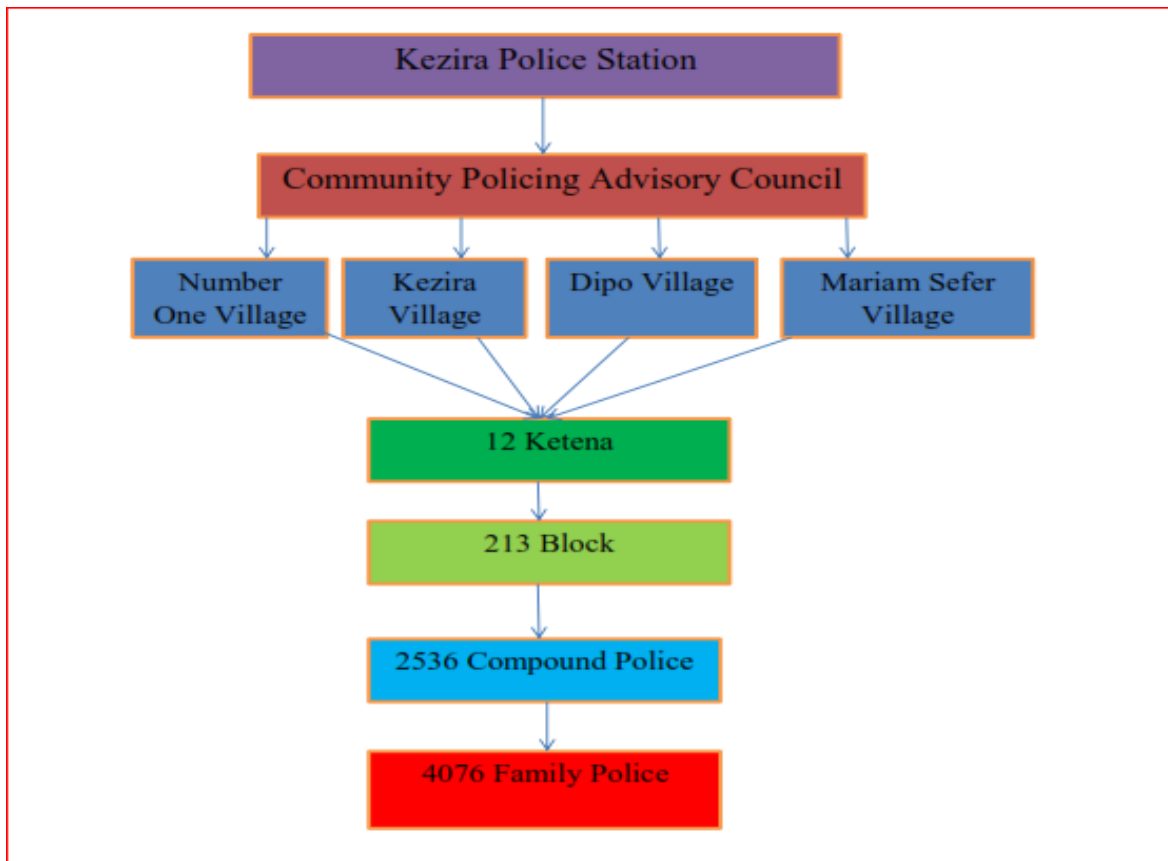 Kezira Police Station
Community Policing Advisory Council
Number
One Village
Kezira
Village
Dipo Village
Mariam Sefer
Village
12 Ketena
213 Block
2536 Compound Police
4076 Family Police